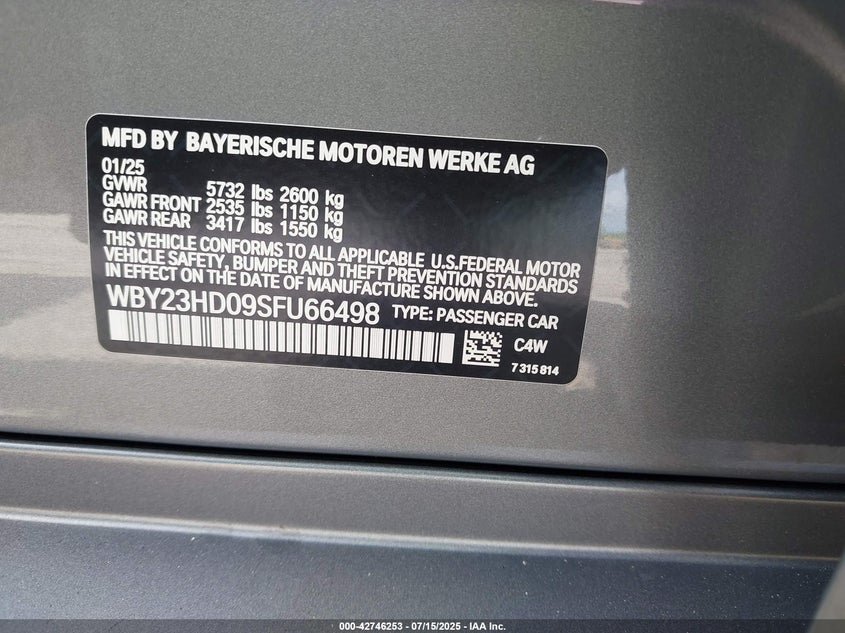 MFD BY BAYERISCHE MOTOREN WERKE AG
01/25
GVWR 5732 lbs 2600 kg
GAWR FRONT 2535 lbs 1150 kg
GAWR REAR 3417 lbs 1550 kg
THIS VEHICLE CONFORMS TO ALL APPLICABLE U.S.FEDERAL MOTOR
VEHICLE SAFETY, BUMPER AND THEFT PREVENTION STANDARDS
IN EFFECT ON THE DATE OF MANUFACTURE SHOWN ABOVE.
WBY23HD09SFU66498 TYPE: PASSENGER CAR
C4W
7315814
000-42746253 - 07/15/2025 - IAA Inc.